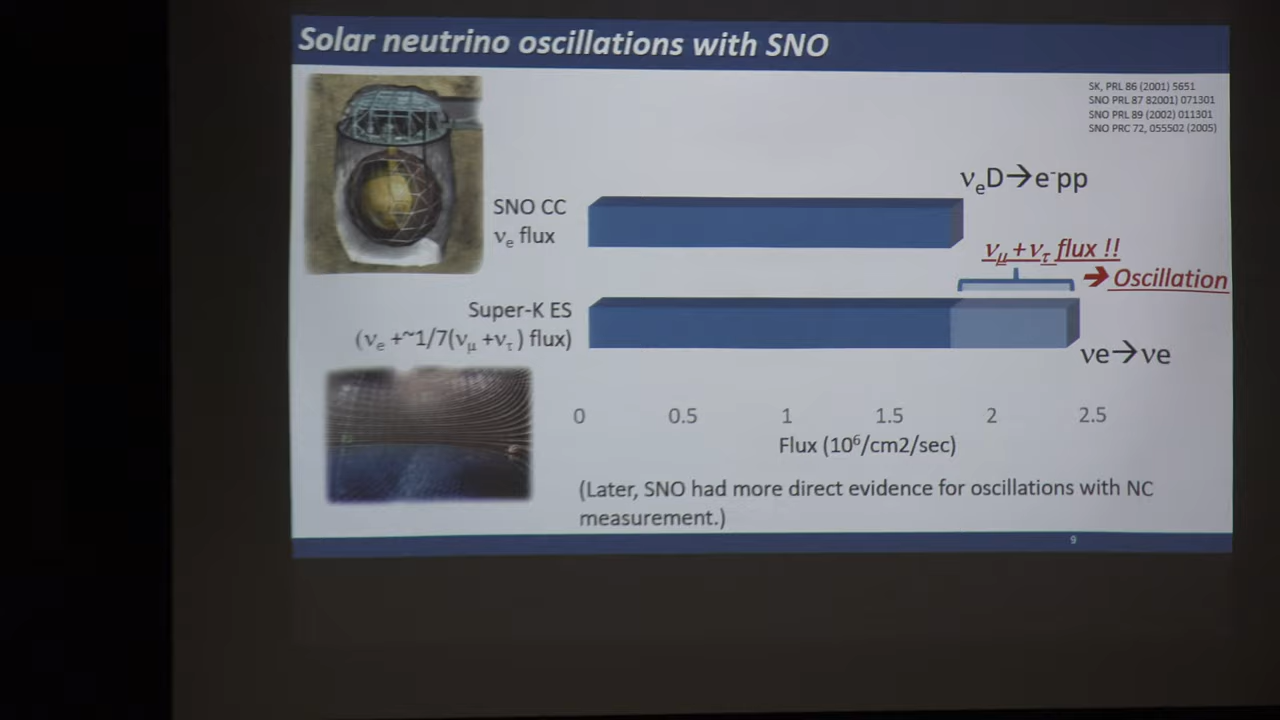 Solar neutrino oscillations with SNO
SK, PRL 86 (2001) 5651
SNO PRL 87 82001) 071301
SNO PRL 89 (2002) 011301
SNO PRC 72, 055502 (2005)
νeD→e-pp
SNO CC
νe flux
νμ+ντ flux !!
→ Oscillation
Super-K ES
(νe +~1/7(νμ +ντ ) flux)
νe→νe
0 0.5 1 1.5 2 2.5
Flux (10⁶/cm2/sec)
(Later, SNO had more direct evidence for oscillations with NC
measurement.)
9